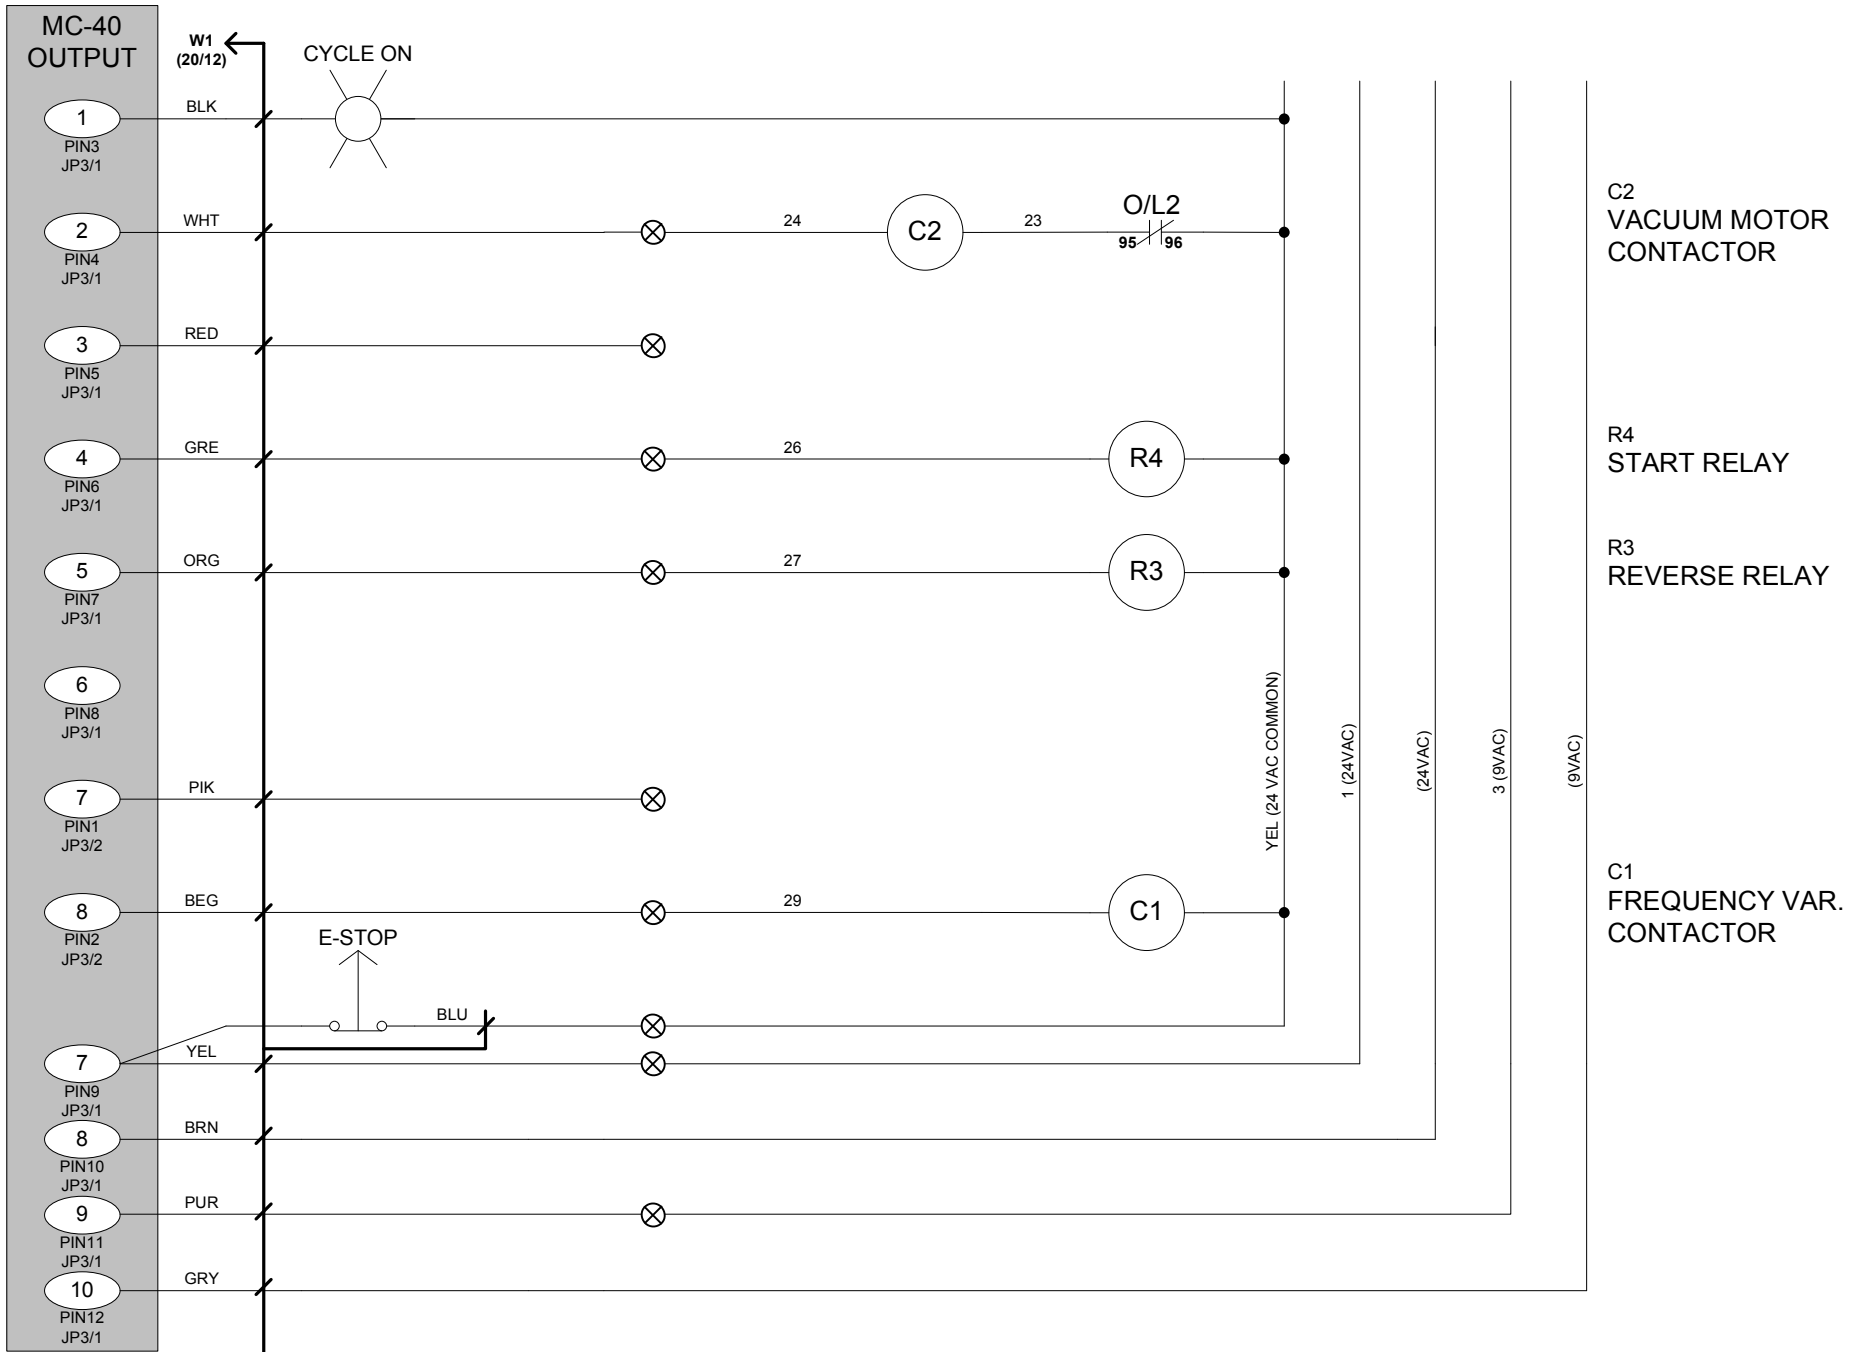 MC-40
OUTPUT
W1
(20/12)
CYCLE ON
1
PIN3
JP3/1
BLK
2
PIN4
JP3/1
WHT
24
C2
23
O/L2
95
96
C2
VACUUM MOTOR
CONTACTOR
3
PIN5
JP3/1
RED
4
PIN6
JP3/1
GRE
26
R4
R4
START RELAY
5
PIN7
JP3/1
ORG
27
R3
R3
REVERSE RELAY
6
PIN8
JP3/1
YEL (24 VAC COMMON)
1 (24VAC)
(24VAC)
3 (9VAC)
(9VAC)
7
PIN1
JP3/2
PIK
8
PIN2
JP3/2
BEG
29
C1
C1
FREQUENCY VAR.
CONTACTOR
E-STOP
BLU
7
PIN9
JP3/1
YEL
8
PIN10
JP3/1
BRN
9
PIN11
JP3/1
PUR
10
PIN12
JP3/1
GRY